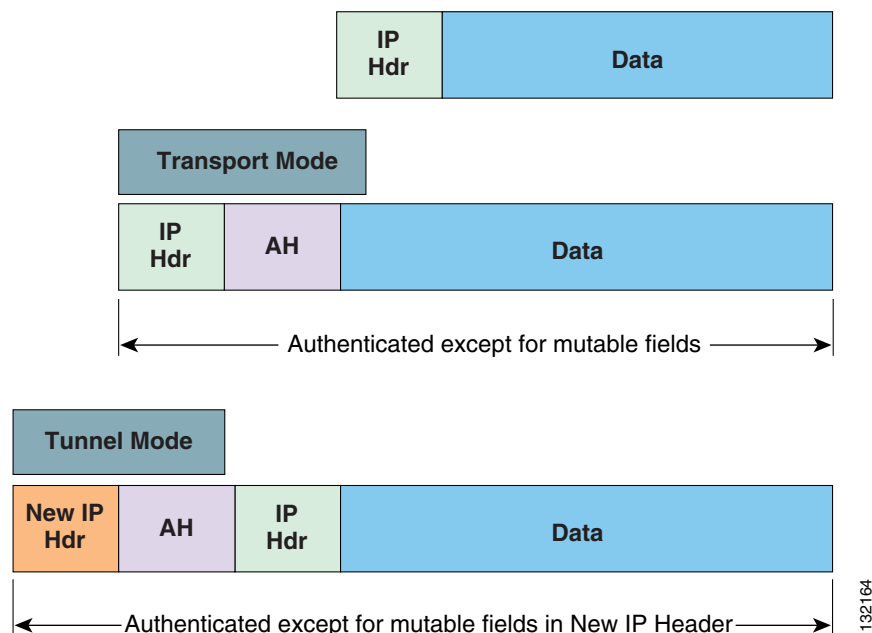 IP
Hdr
Data
Transport Mode
IP
Hdr
AH
Data
Authenticated except for mutable fields
Tunnel Mode
New IP
Hdr
AH
IP
Hdr
Data
Authenticated except for mutable fields in New IP Header
132164